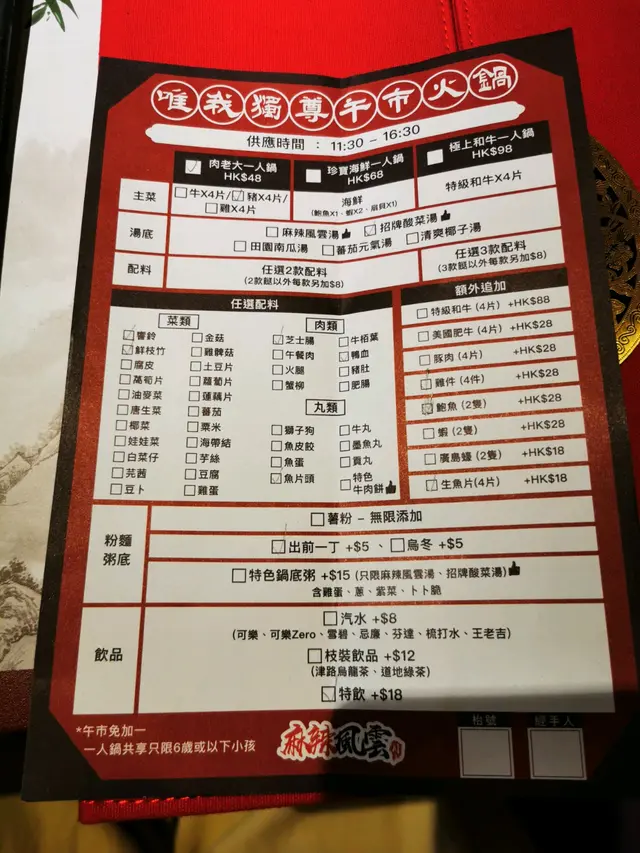 唯我獨尊午市火鍋
供應時間 : 11:30 - 16:30
肉老大一人鍋 HK$48
珍寶海鮮一人鍋 HK$68
極上和牛一人鍋 HK$98
主菜
牛X4片/ 豬X4片/
雞X4片
海鮮
(鮑魚X1、蝦X2、扇貝X1)
特級和牛X4片
湯底
麻辣風雲湯 招牌酸菜湯
田園南瓜湯 蕃茄元氣湯 清爽椰子湯
配料
任選2款配料
(2款餸以外每款另加$8)
任選3款配料
(3款餸以外每款另加$8)
任選配料
菜類
響鈴
鮮枝竹
腐皮
萵筍片
油麥菜
唐生菜
椰菜
娃娃菜
白菜仔
芫茜
豆卜
金菇
雞髀菇
土豆片
蘿蔔片
蓮藕片
蕃茄
粟米
海帶結
芋絲
豆腐
雞蛋
肉類
芝士腸
午餐肉
火腿
蟹柳
牛栢葉
鴨血
豬肚
肥腸
丸類
獅子狗
魚皮餃
魚蛋
魚片頭
牛丸
墨魚丸
貢丸
特色
牛肉餅
額外追加
特級和牛 (4片) +HK$88
美國肥牛 (4片) +HK$28
豚肉 (4片) +HK$28
雞件 (4件) +HK$28
鮑魚 (2隻) +HK$28
蝦 (2隻) +HK$28
廣島蠔 (2隻) +HK$18
生魚片(4片) +HK$18
粉麵
粥底
薯粉 - 無限添加
出前一丁 +$5 、 烏冬 +$5
特色鍋底粥 +$15 (只限麻辣風雲湯、招牌酸菜湯)
含雞蛋、蔥、紫菜、卜卜脆
飲品
汽水 +$8
(可樂、可樂Zero、雪碧、忌廉、芬達、梳打水、王老吉)
枝裝飲品 +$12
(津路烏龍茶、道地綠茶)
特飲 +$18
*午市免加一
一人鍋共享只限6歲或以下小孩
麻辣風雲
枱號
經手人